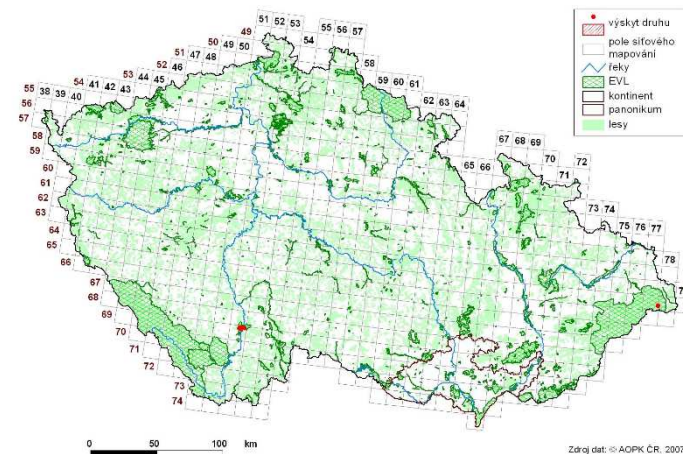 51 52 53
54
55 56 57
58
59 60 61
62 63 64
65 66
67 68 69
70
71 72
73 74
75 76 77
78
49
50 49 50
51 47 48
52 46
53 44 45
54 41 42 43
55 38 39 40
56
57
58
59
60
61
62
63
64
65
66
67
68
69
70
71
72
73
74
výskyt druhu
pole síťového
mapování
řeky
EVL
kontinent
panonikum
lesy
0 50 100 km
Zdroj dat: © AOPK ČR, 2007